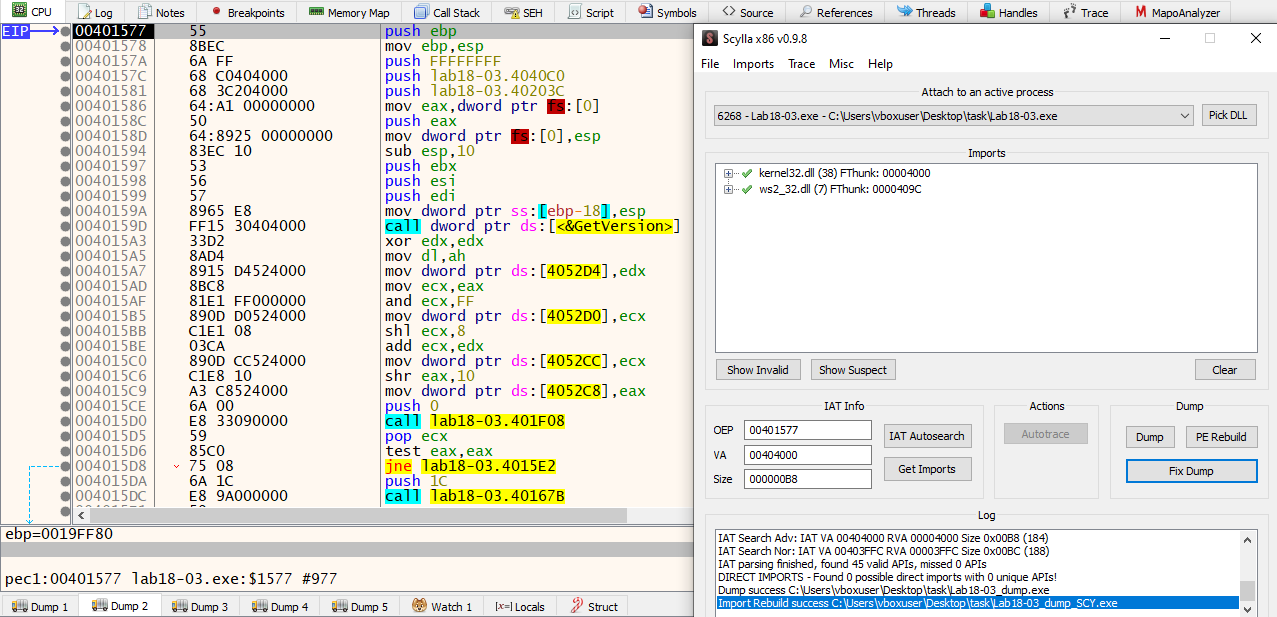 CPU Log Notes Breakpoints Memory Map Call Stack SEH Script Symbols Source References Threads Handles Trace MapoAnalyzer
EIP 00401577 55 push ebp
00401578 8BEC mov ebp,esp
0040157A 6A FF push FFFFFFFF
0040157C 68 C0404000 push lab18-03.4040C0
00401581 68 3C204000 push lab18-03.40203C
00401586 64:A1 00000000 mov eax,dword ptr fs:[0]
0040158C 50 push eax
0040158D 64:8925 00000000 mov dword ptr fs:[0],esp
00401594 83EC 10 sub esp,10
00401597 53 push ebx
00401598 56 push esi
00401599 57 push edi
0040159A 8965 E8 mov dword ptr ss:[ebp-18],esp
0040159D FF15 30404000 call dword ptr ds:[<&GetVersion>]
004015A3 33D2 xor edx,edx
004015A5 8AD4 mov dl,ah
004015A7 8915 D4524000 mov dword ptr ds:[4052D4],edx
004015AD 8BC8 mov ecx,eax
004015AF 81E1 FF000000 and ecx,FF
004015B5 890D D0524000 mov dword ptr ds:[4052D0],ecx
004015BB C1E1 08 shl ecx,8
004015BE 03CA add ecx,edx
004015C0 890D CC524000 mov dword ptr ds:[4052CC],ecx
004015C6 C1E8 10 shr eax,10
004015C9 A3 C8524000 mov dword ptr ds:[4052C8],eax
004015CE 6A 00 push 0
004015D0 E8 33090000 call lab18-03.401F08
004015D5 59 pop ecx
004015D6 85C0 test eax,eax
004015D8 75 08 jne lab18-03.4015E2
004015DA 6A 1C push 1C
004015DC E8 9A000000 call lab18-03.40167B
ebp=0019FF80
pec1:00401577 lab18-03.exe:$1577 #977
Dump 1 Dump 2 Dump 3 Dump 4 Dump 5 Watch 1 [x=] Locals Struct
Scylla x86 v0.9.8
File Imports Trace Misc Help
Attach to an active process
6268 - Lab18-03.exe - C:\Users\vboxuser\Desktop\task\Lab18-03.exe Pick DLL
Imports
kernel32.dll (38) FThunk: 00004000
ws2_32.dll (7) FThunk: 0000409C
Show Invalid Show Suspect Clear
IAT Info Actions Dump
OEP 00401577 IAT Autosearch Autotrace Dump PE Rebuild
VA 00404000 Get Imports Fix Dump
Size 000000B8
Log
IAT Search Adv: IAT VA 00404000 RVA 00004000 Size 0x00B8 (184)
IAT Search Nor: IAT VA 00403FFC RVA 00003FFC Size 0x00BC (188)
IAT parsing finished, found 45 valid APIs, missed 0 APIs
DIRECT IMPORTS - Found 0 possible direct imports with 0 unique APIs!
Dump success C:\Users\vboxuser\Desktop\task\Lab18-03_dump.exe
Import Rebuild success C:\Users\vboxuser\Desktop\task\Lab18-03_dump_SCY.exe